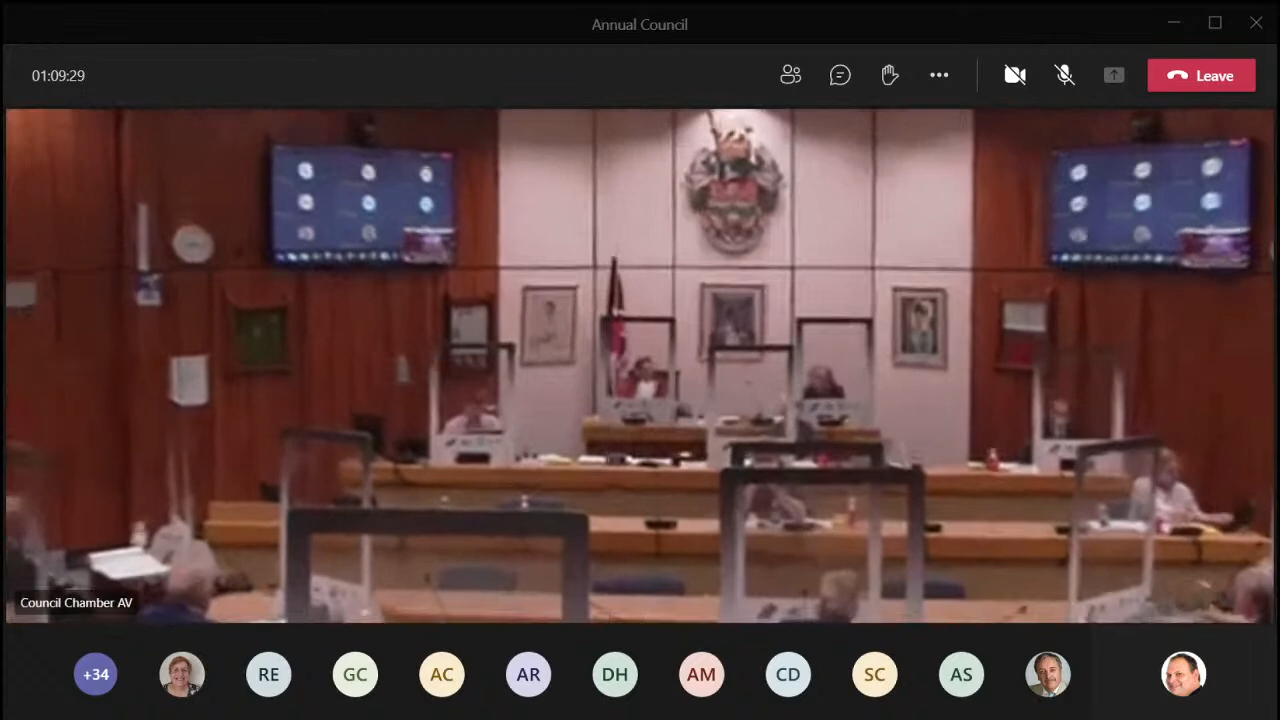 Annual Council
01:09:29
Leave
Council Chamber AV
+34
RE
GC
AC
AR
DH
AM
CD
SC
AS